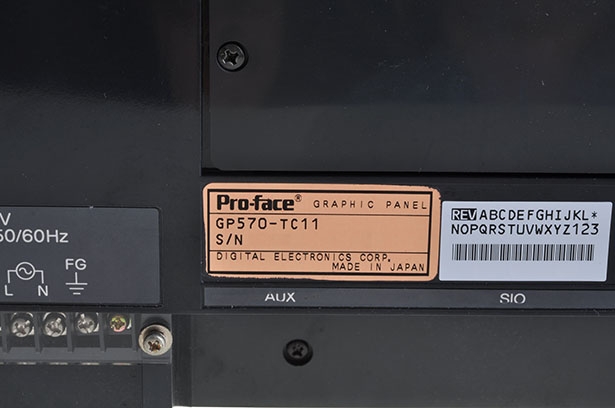 V
50/60Hz
L N FG
Pro-face® GRAPHIC PANEL
GP570-TC11
S/N
DIGITAL ELECTRONICS CORP.
MADE IN JAPAN
REV ABCDEFGHIJKL*
NOPQRSTUVWXYZ123
AUX
SIO